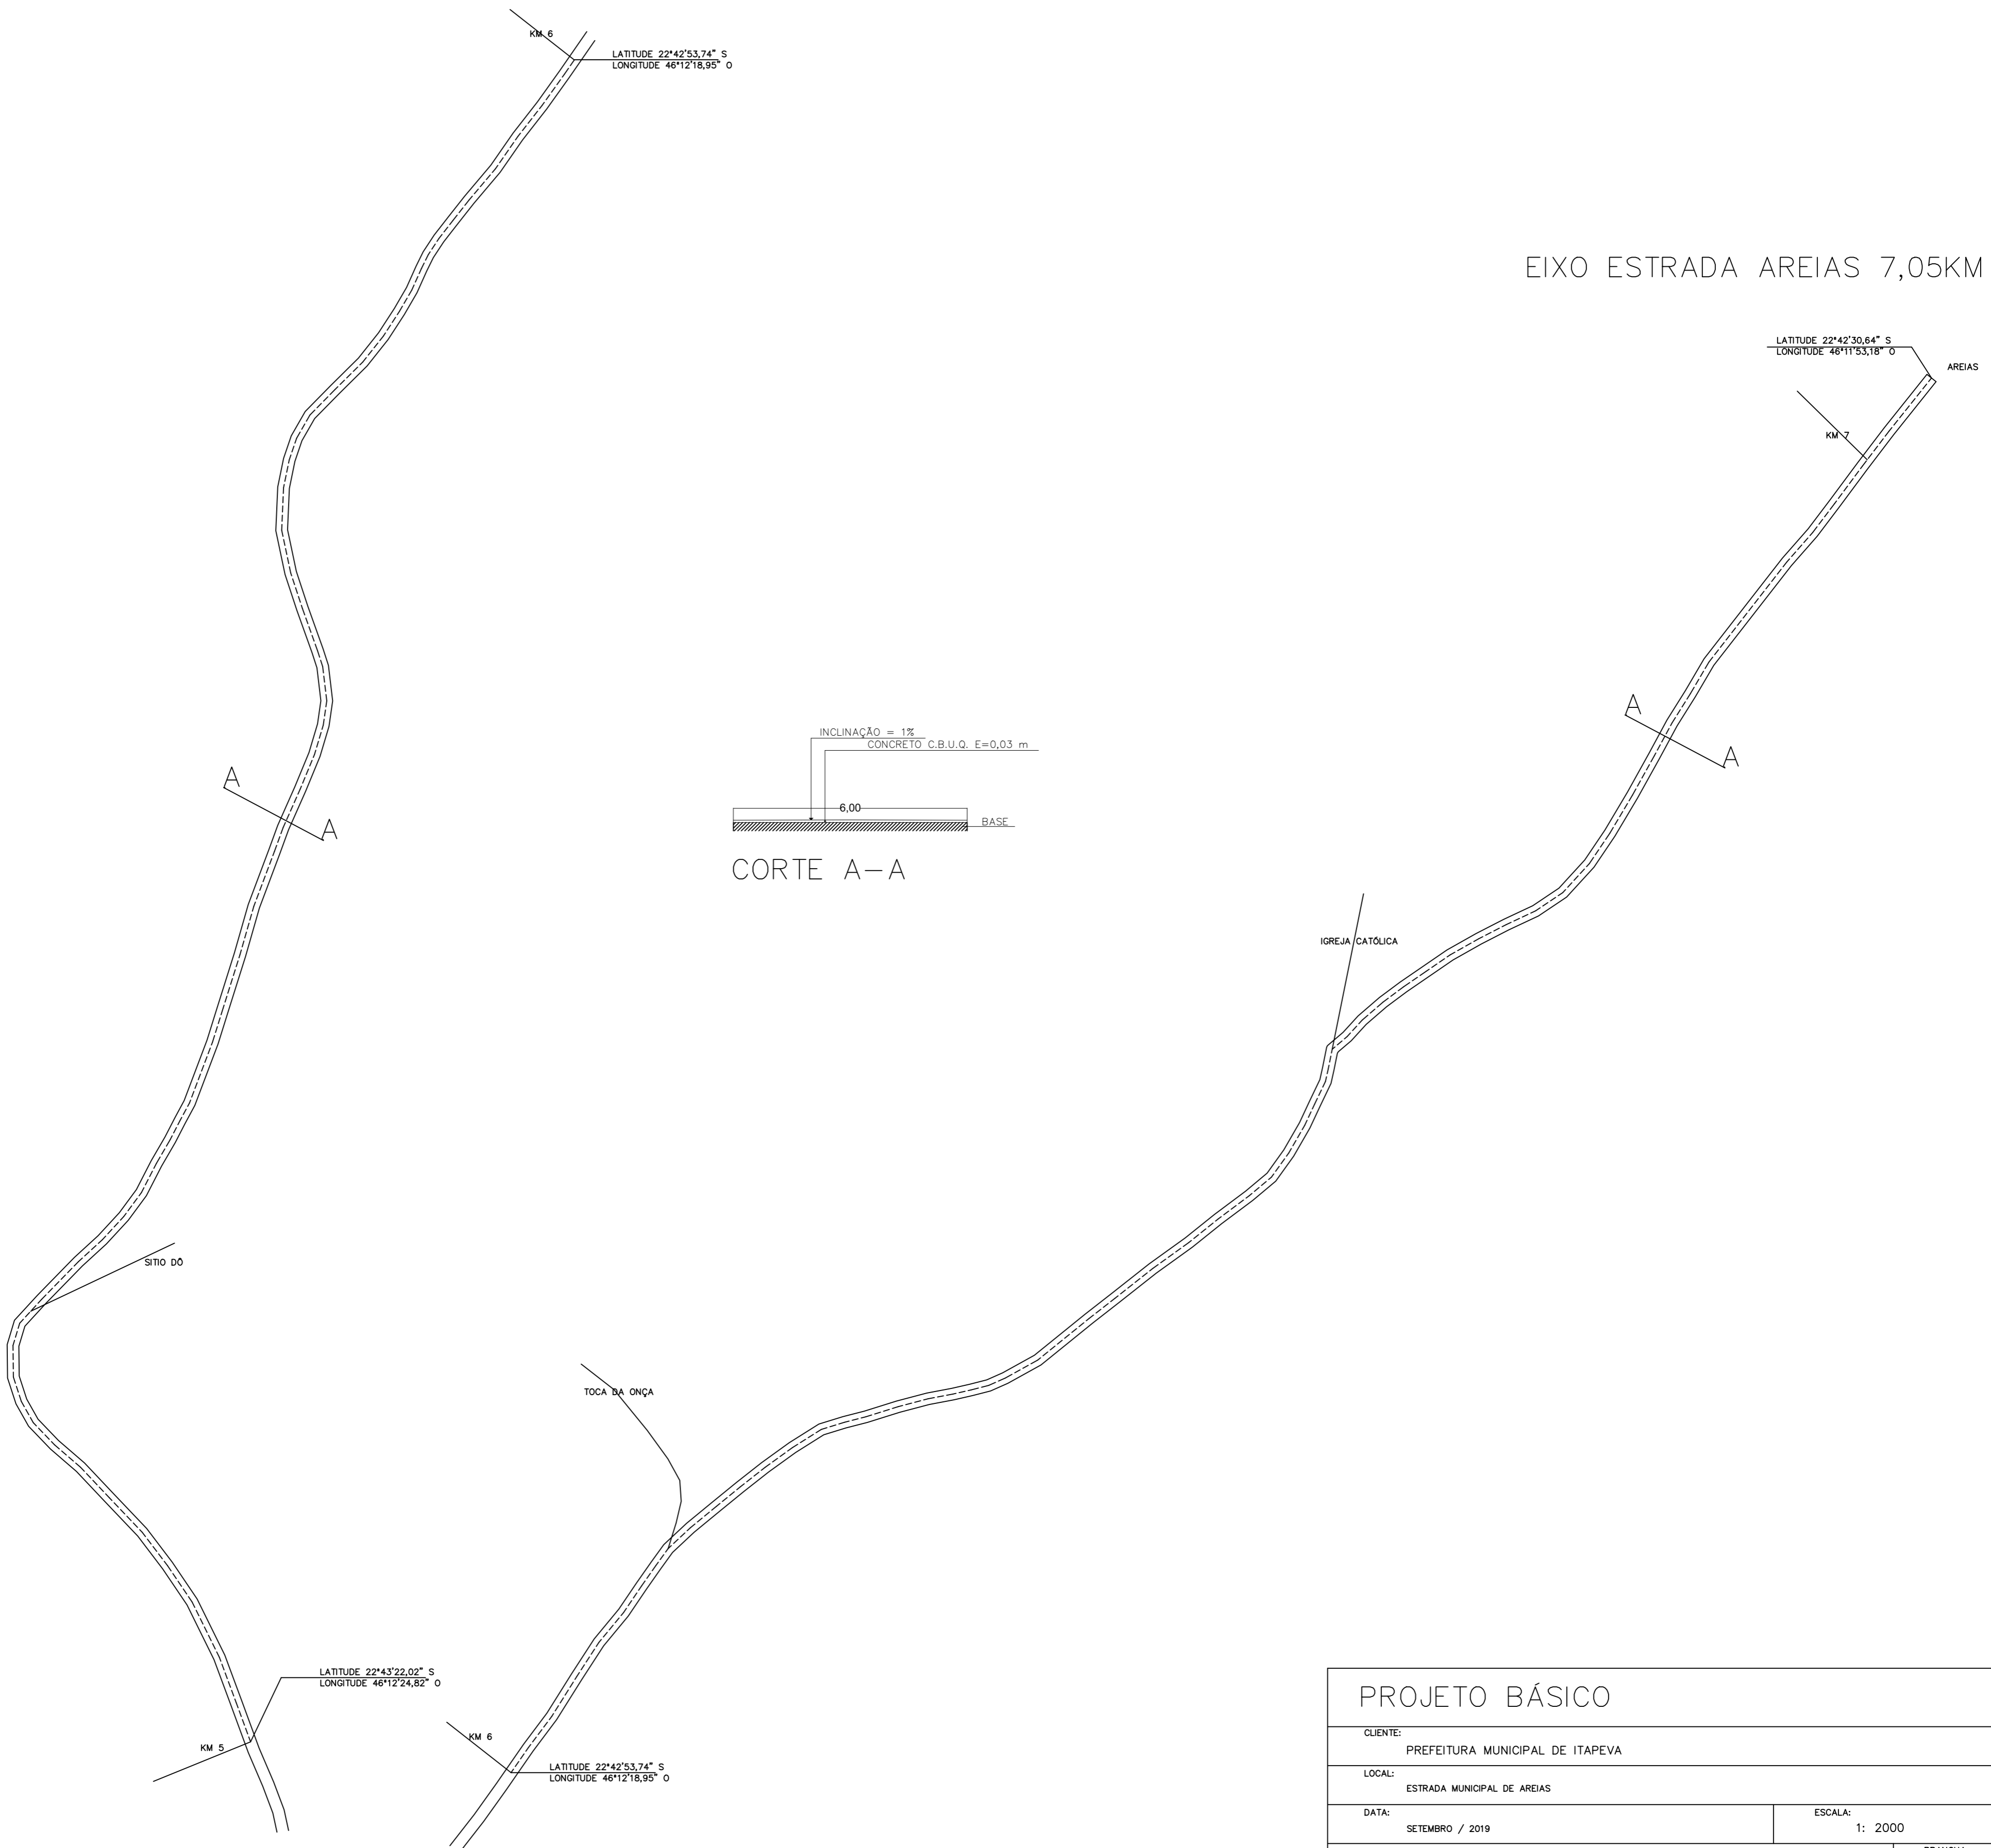 KM 6
LATITUDE 22°42'53,74" S
LONGITUDE 46°12'18,95" O
EIXO ESTRADA AREIAS 7,05KM
LATITUDE 22°42'30,64" S
LONGITUDE 46°11'53,18" O
AREIAS
KM 7
A
A
INCLINAÇÃO = 1%
CONCRETO C.B.U.Q. E=0,03 m
6,00
BASE
CORTE A-A
A
A
IGREJA CATÓLICA
SITIO DÔ
TOCA DA ONÇA
LATITUDE 22°43'22,02" S
LONGITUDE 46°12'24,82" O
KM 5
KM 6
LATITUDE 22°42'53,74" S
LONGITUDE 46°12'18,95" O
PROJETO BÁSICO
CLIENTE:
PREFEITURA MUNICIPAL DE ITAPEVA
LOCAL:
ESTRADA MUNICIPAL DE AREIAS
DATA:
SETEMBRO / 2019
ESCALA:
1: 2000